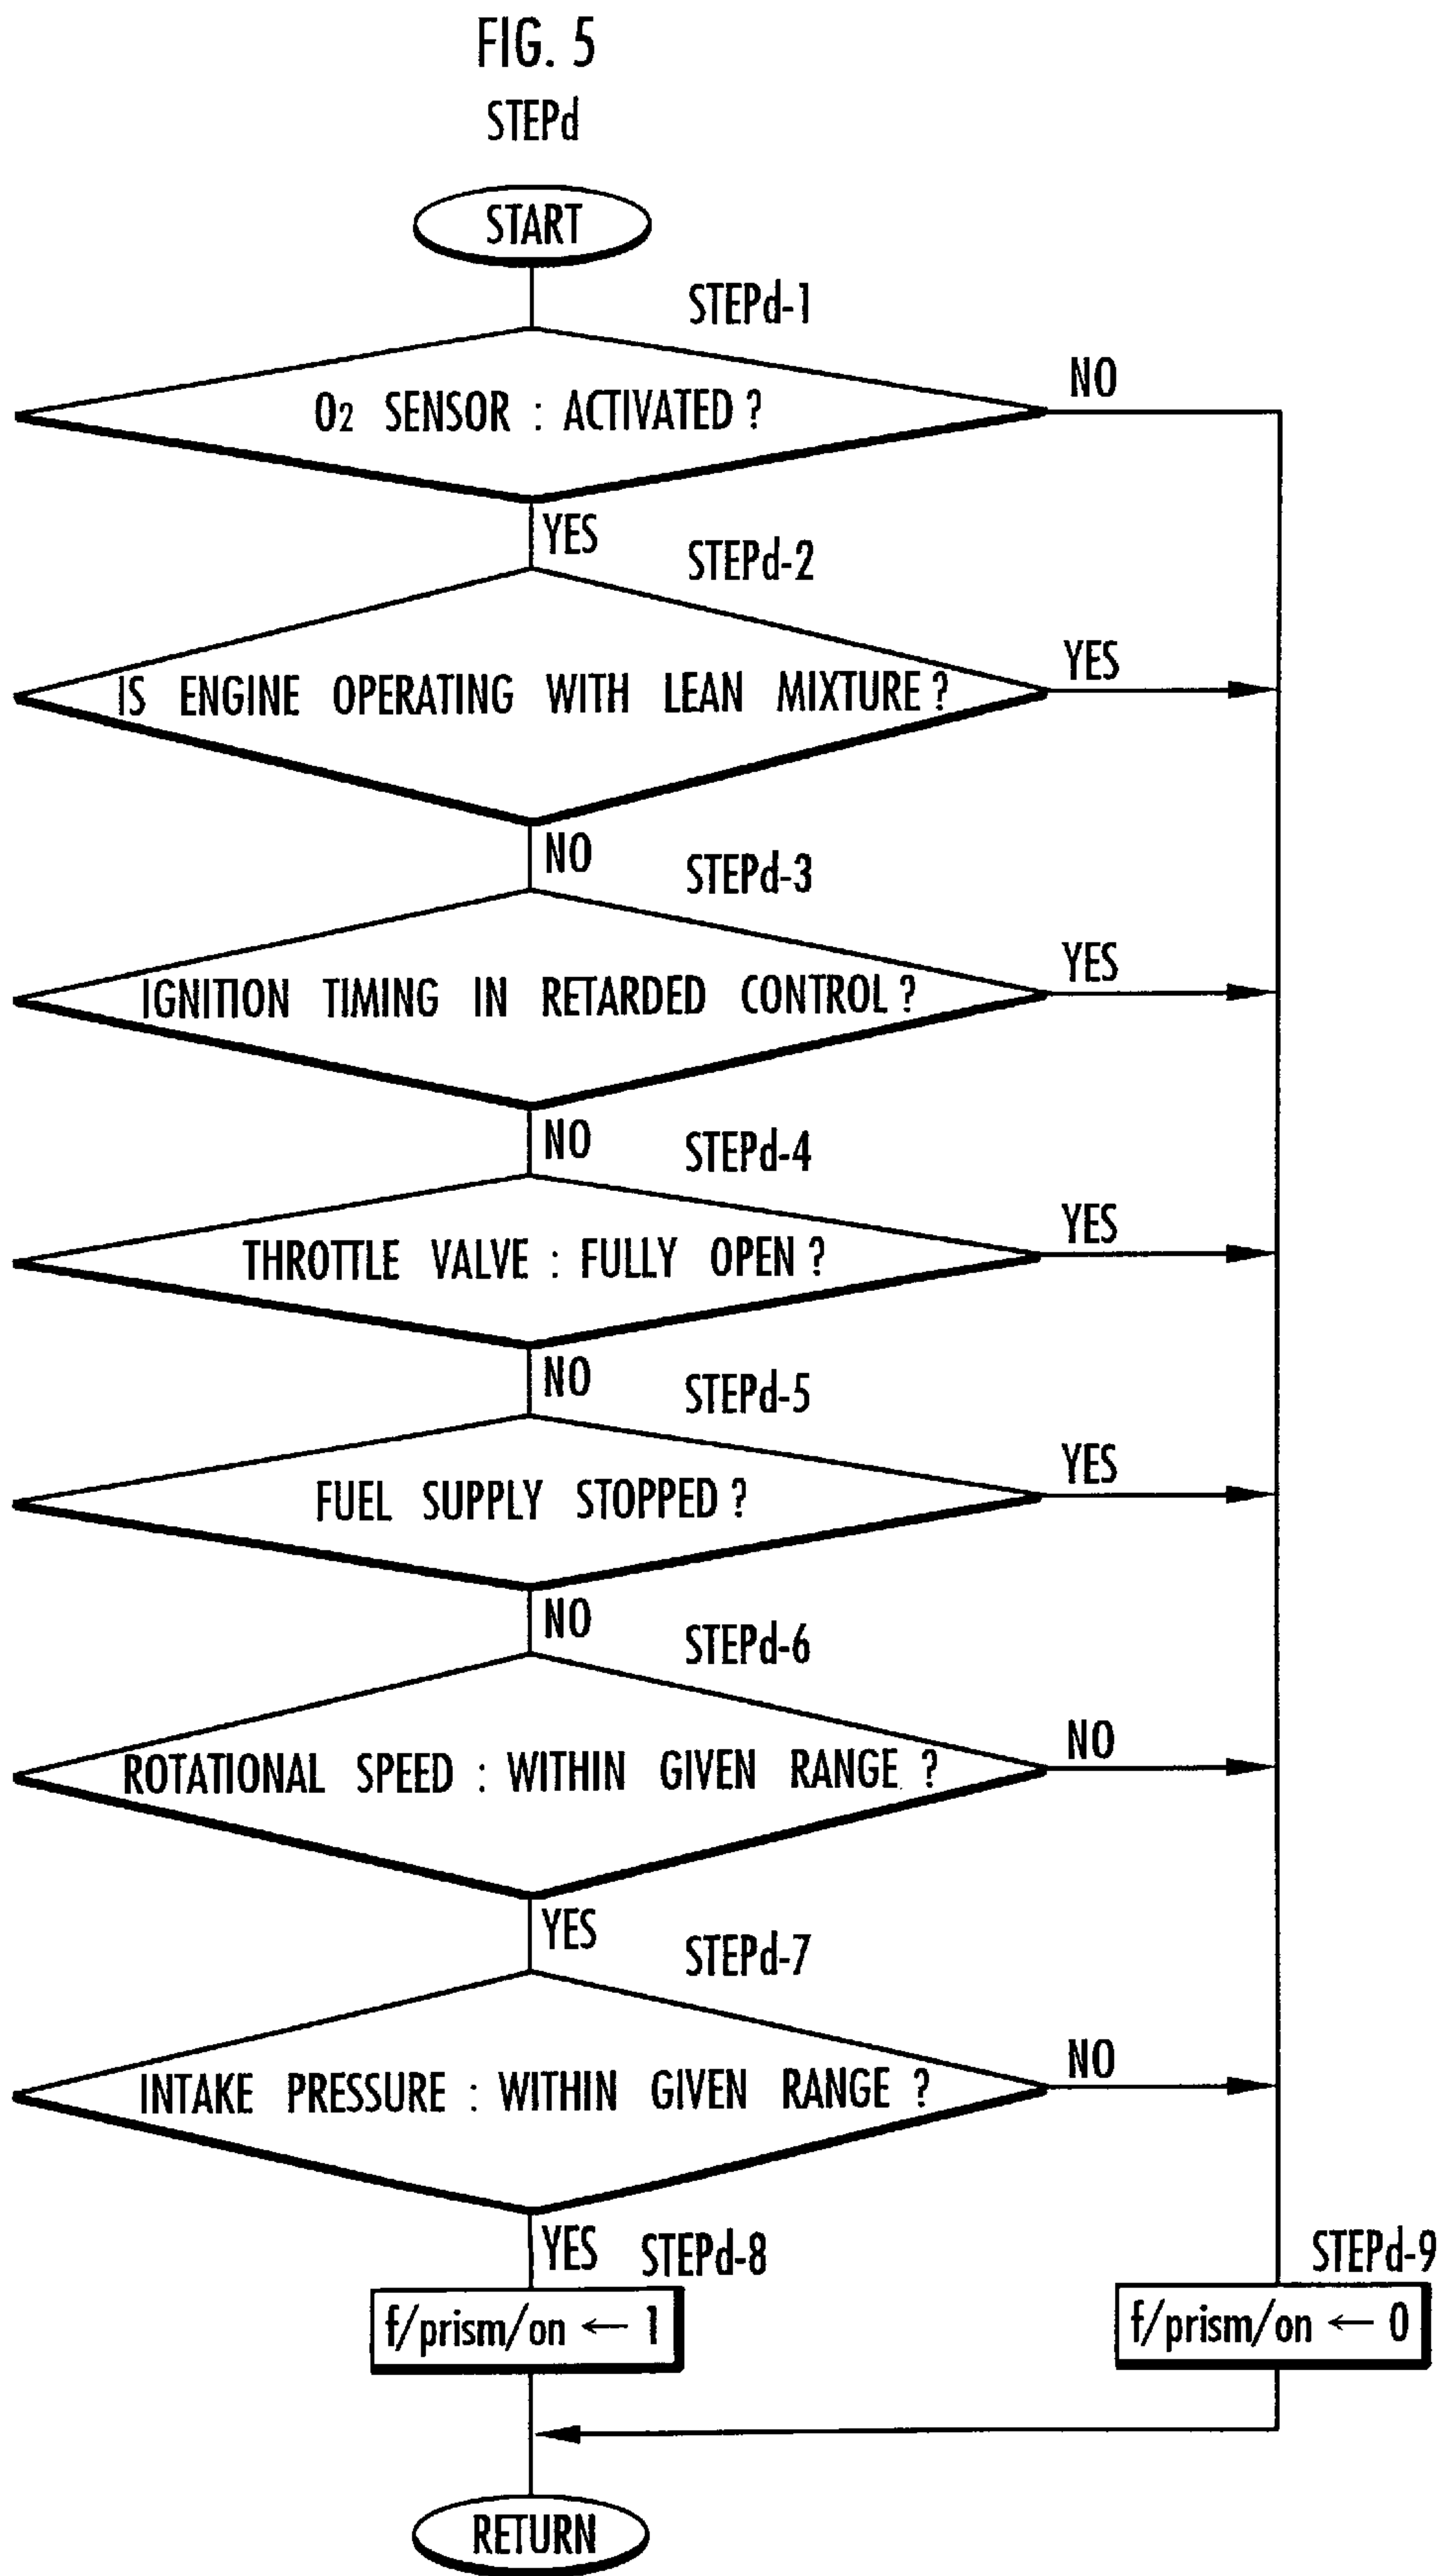 FIG. 5
STEPd
START
STEPd-1
O2 SENSOR : ACTIVATED ?
NO
YES
STEPd-2
IS ENGINE OPERATING WITH LEAN MIXTURE ?
YES
NO
STEPd-3
IGNITION TIMING IN RETARDED CONTROL ?
YES
NO
STEPd-4
THROTTLE VALVE : FULLY OPEN ?
YES
NO
STEPd-5
FUEL SUPPLY STOPPED ?
YES
NO
STEPd-6
ROTATIONAL SPEED : WITHIN GIVEN RANGE ?
NO
YES
STEPd-7
INTAKE PRESSURE : WITHIN GIVEN RANGE ?
NO
YES
STEPd-8
STEPd-9
f/prism/on ← 1
f/prism/on ← 0
RETURN